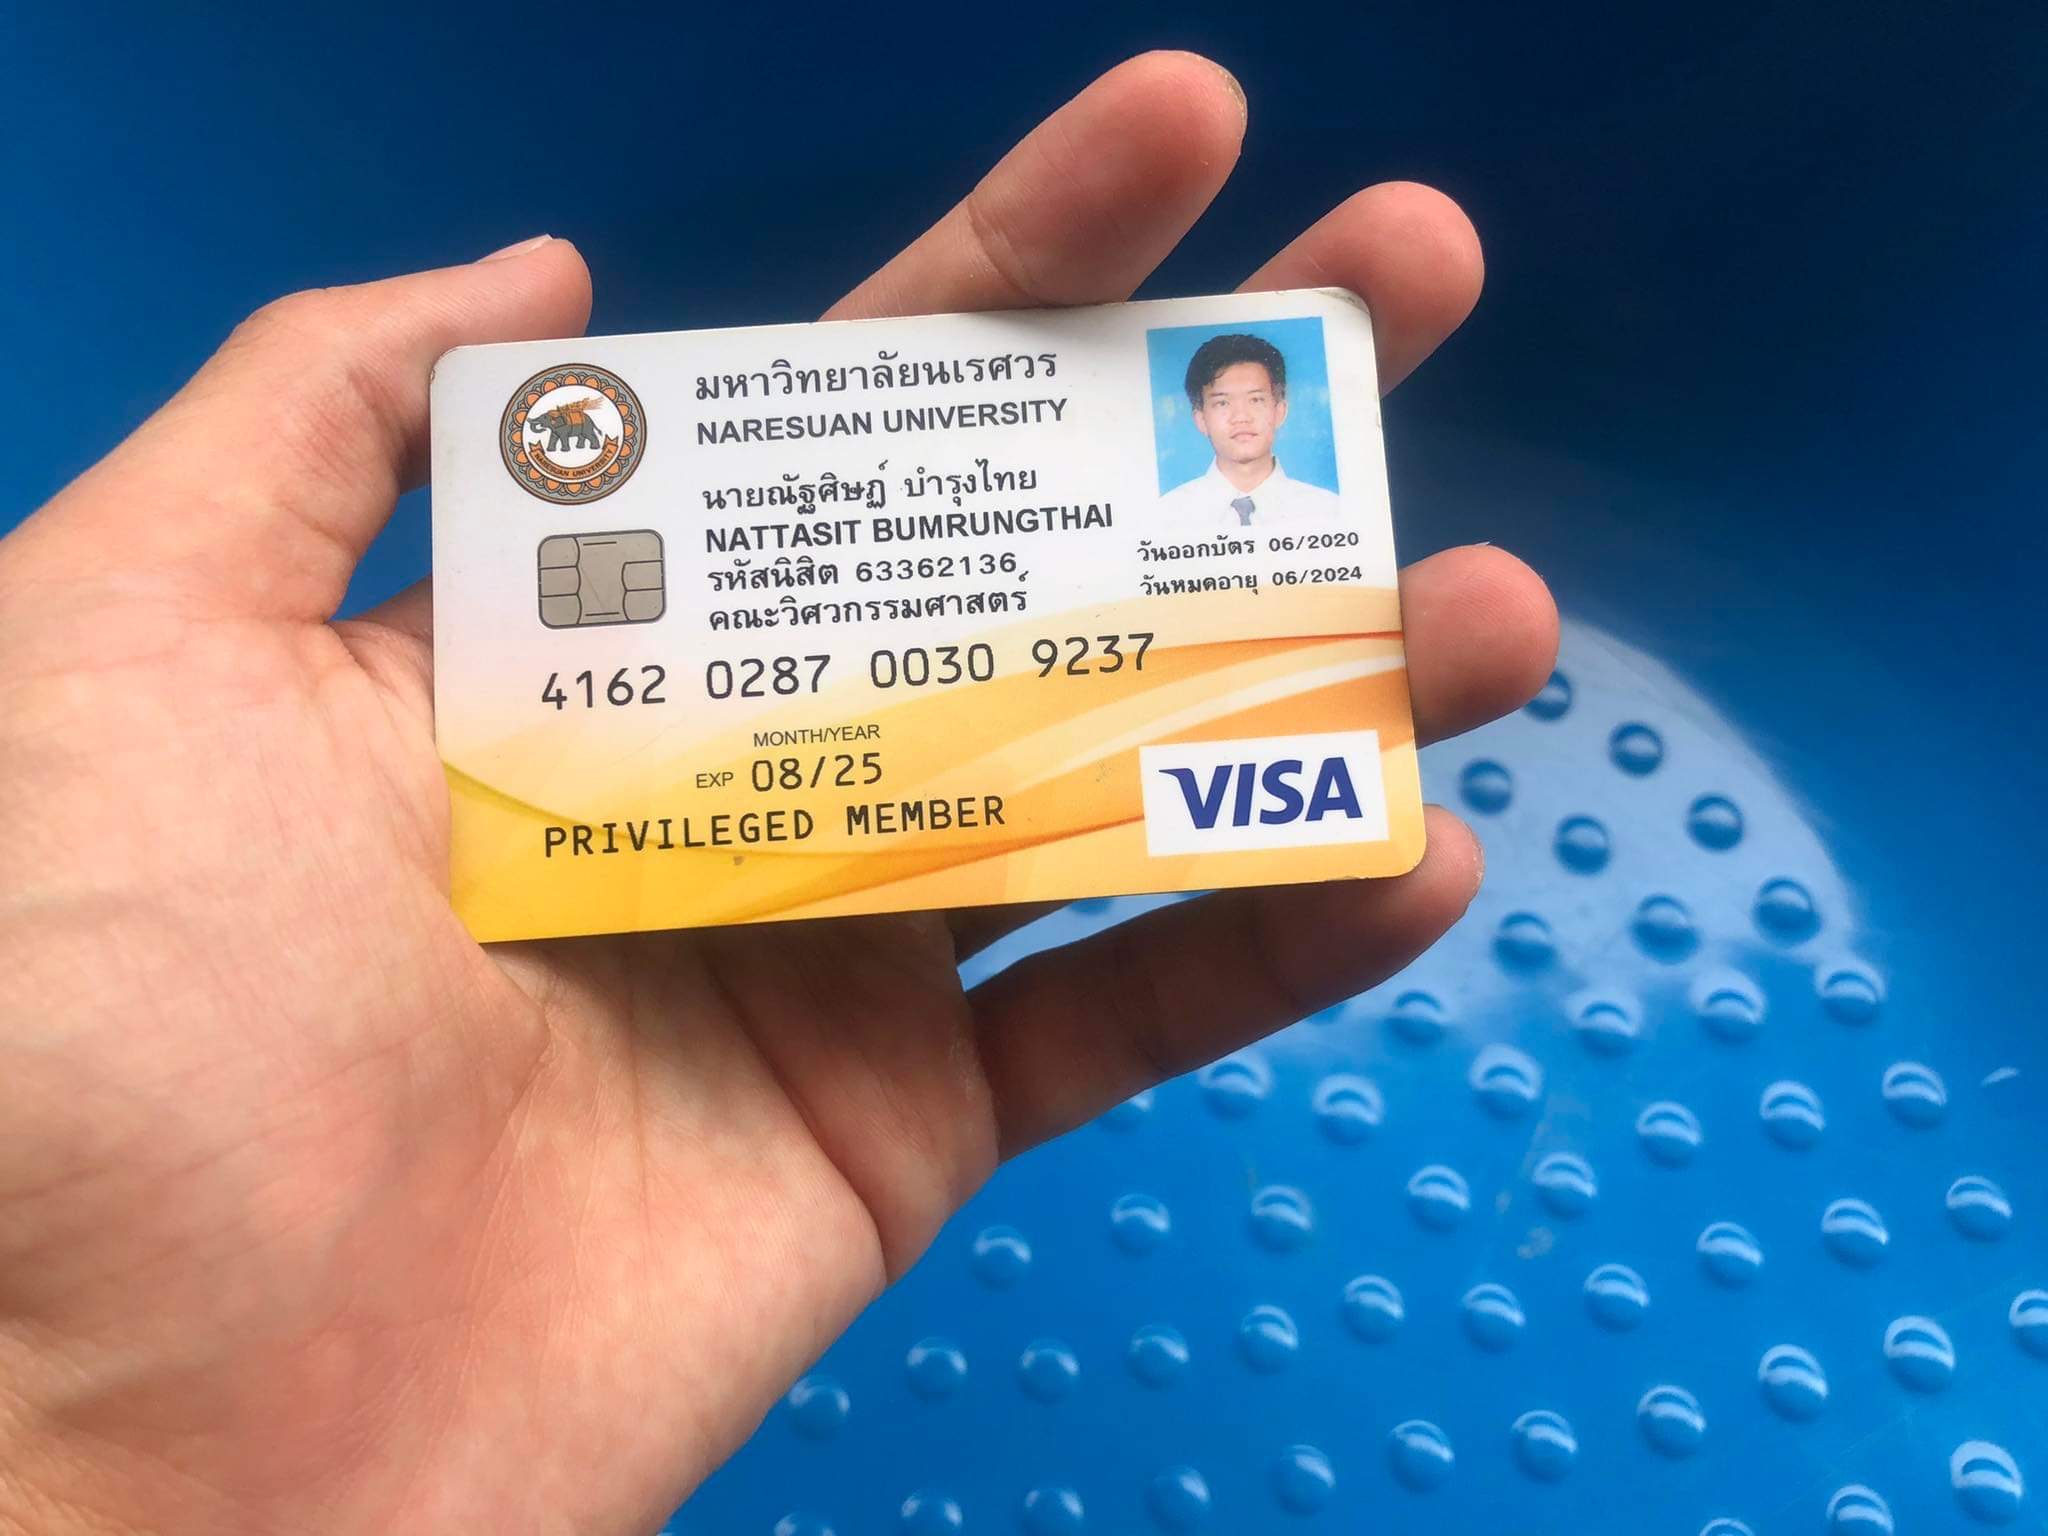 มหาวิทยาลัยนเรศวร
NARESUAN UNIVERSITY
NARESUAN UNIVERSITY
นายณัฐศิษฏ์ บำรุงไทย
NATTASIT BUMRUNGTHAI
รหัสนิสิต 63362136
คณะวิศวกรรมศาสตร์
วันออกบัตร 06/2020
วันหมดอายุ 06/2024
4162 0287 0030 9237
MONTH/YEAR
EXP 08/25
PRIVILEGED MEMBER
VISA